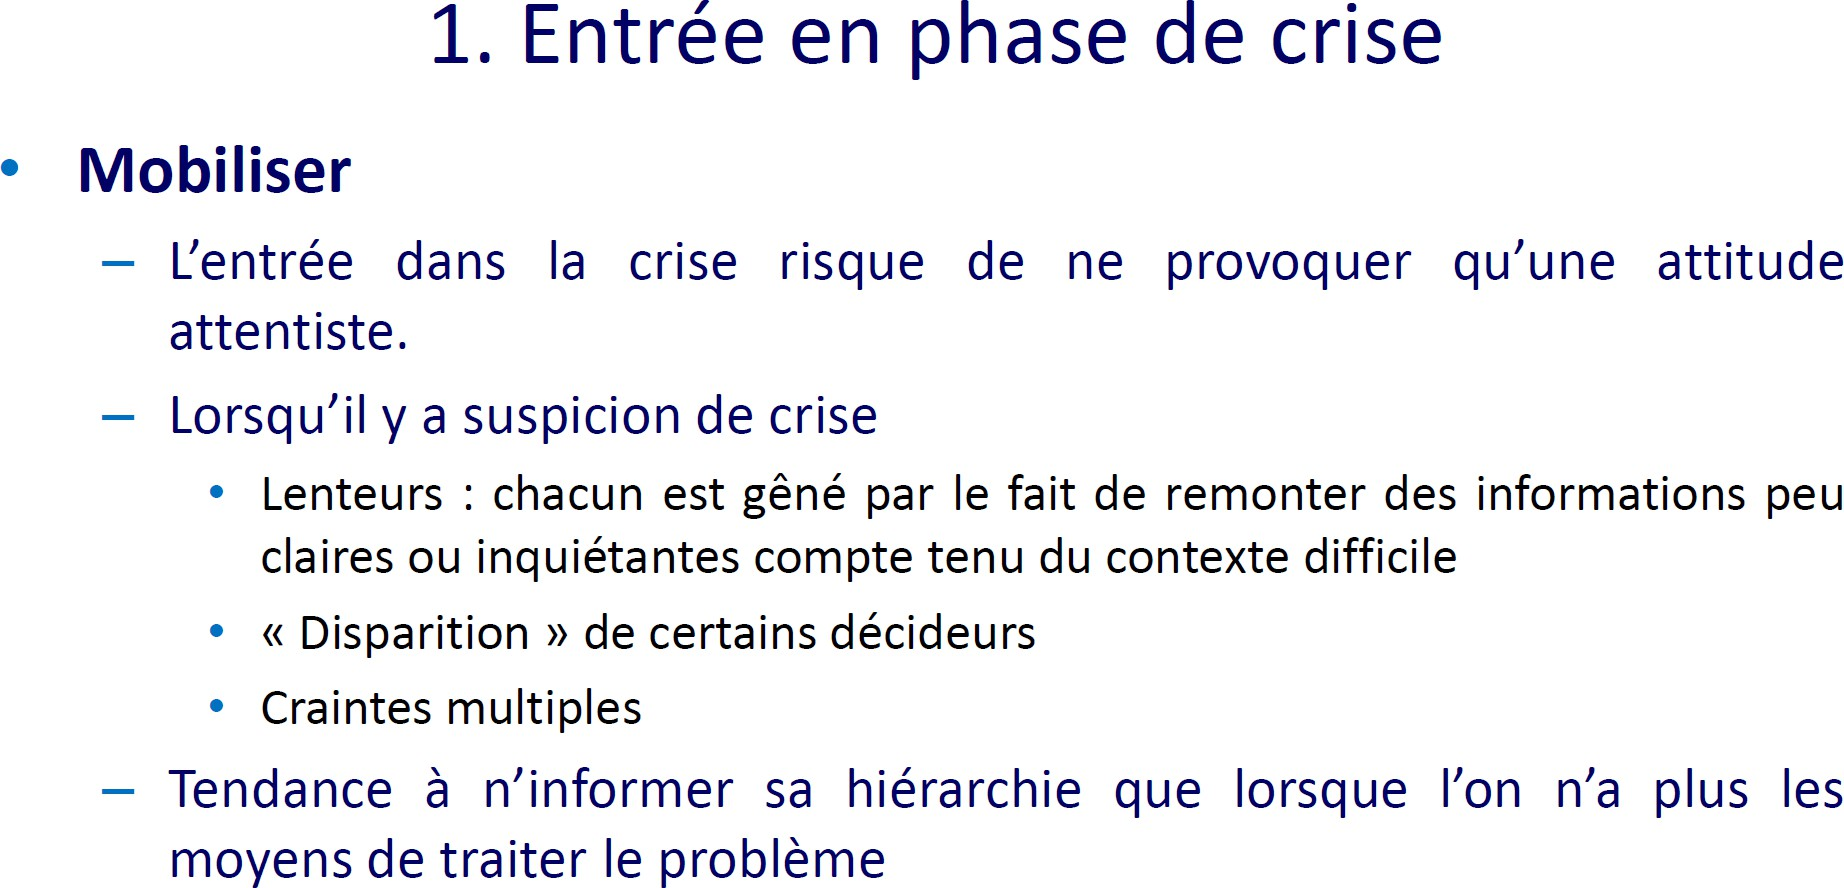 1. Entrée en phase de crise
• Mobiliser
– L’entrée dans la crise risque de ne provoquer qu’une attitude
attentiste.
– Lorsqu’il y a suspicion de crise
• Lenteurs : chacun est gêné par le fait de remonter des informations peu
claires ou inquiétantes compte tenu du contexte difficile
• « Disparition » de certains décideurs
• Craintes multiples
– Tendance à n’informer sa hiérarchie que lorsque l’on n’a plus les
moyens de traiter le problème